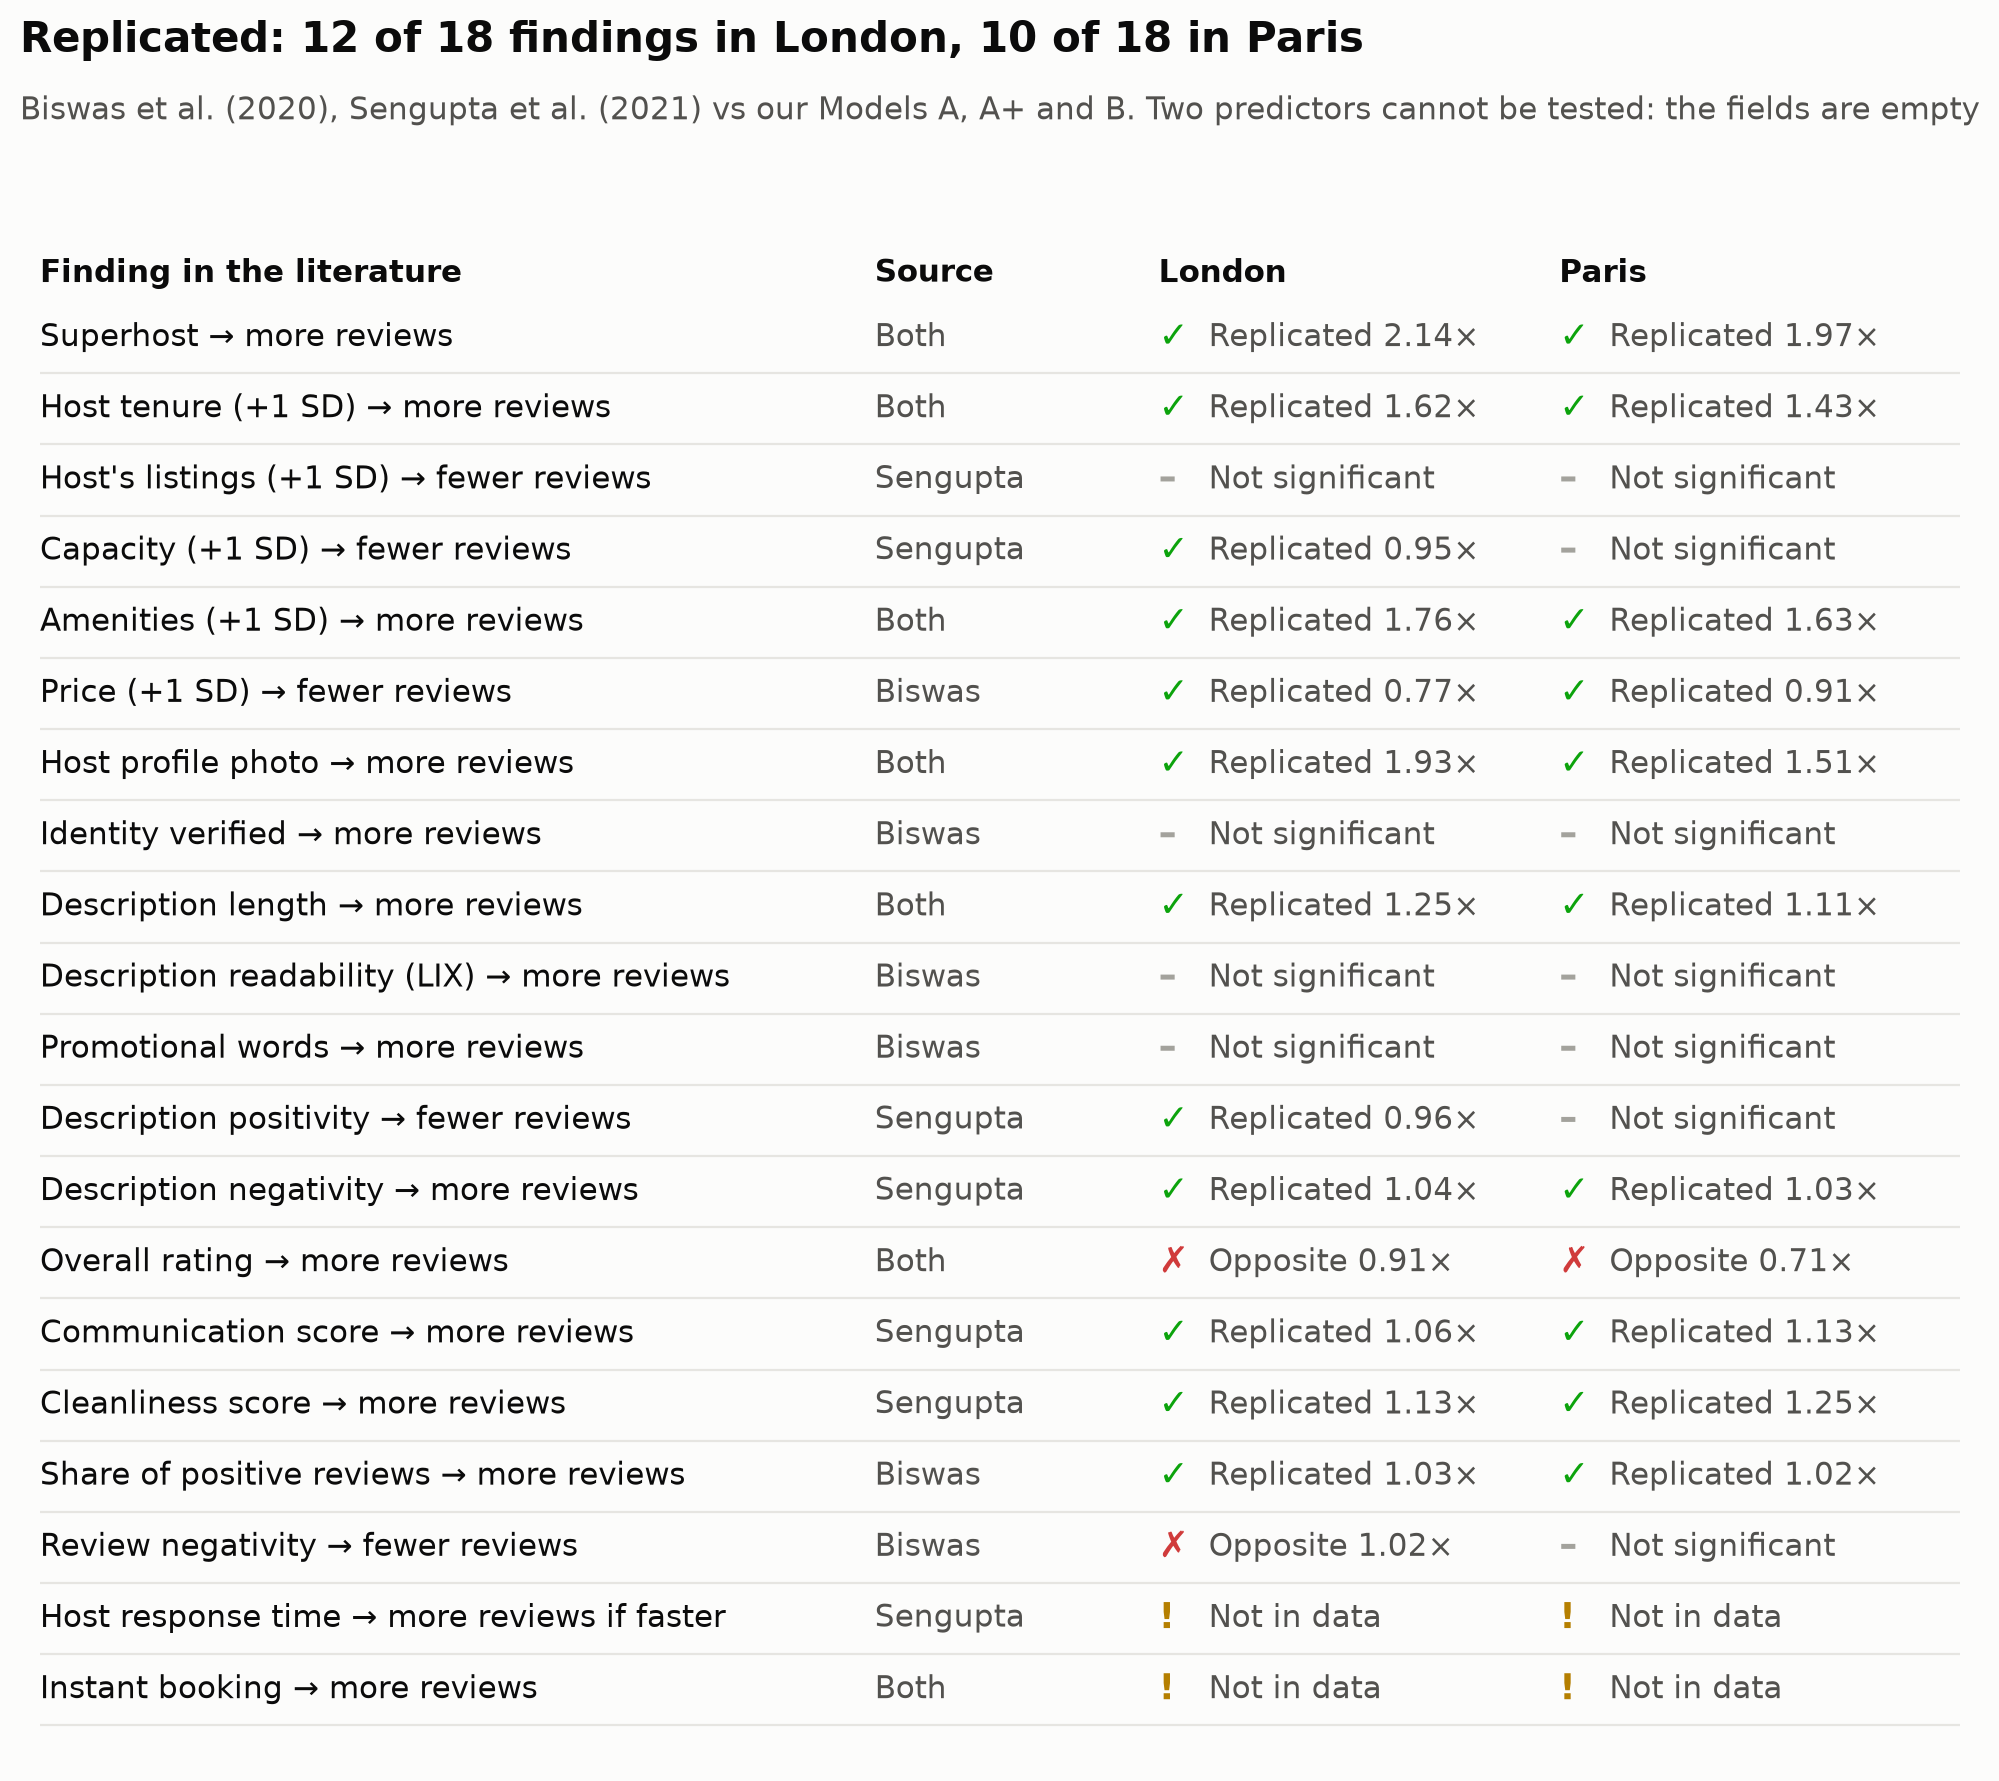 Replicated: 12 of 18 findings in London, 10 of 18 in Paris
Biswas et al. (2020), Sengupta et al. (2021) vs our Models A, A+ and B. Two predictors cannot be tested: the fields are empty
Finding in the literature Source London Paris
Superhost → more reviews Both ✓ Replicated 2.14× ✓ Replicated 1.97×
Host tenure (+1 SD) → more reviews Both ✓ Replicated 1.62× ✓ Replicated 1.43×
Host's listings (+1 SD) → fewer reviews Sengupta – Not significant – Not significant
Capacity (+1 SD) → fewer reviews Sengupta ✓ Replicated 0.95× – Not significant
Amenities (+1 SD) → more reviews Both ✓ Replicated 1.76× ✓ Replicated 1.63×
Price (+1 SD) → fewer reviews Biswas ✓ Replicated 0.77× ✓ Replicated 0.91×
Host profile photo → more reviews Both ✓ Replicated 1.93× ✓ Replicated 1.51×
Identity verified → more reviews Biswas – Not significant – Not significant
Description length → more reviews Both ✓ Replicated 1.25× ✓ Replicated 1.11×
Description readability (LIX) → more reviews Biswas – Not significant – Not significant
Promotional words → more reviews Biswas – Not significant – Not significant
Description positivity → fewer reviews Sengupta ✓ Replicated 0.96× – Not significant
Description negativity → more reviews Sengupta ✓ Replicated 1.04× ✓ Replicated 1.03×
Overall rating → more reviews Both ✗ Opposite 0.91× ✗ Opposite 0.71×
Communication score → more reviews Sengupta ✓ Replicated 1.06× ✓ Replicated 1.13×
Cleanliness score → more reviews Sengupta ✓ Replicated 1.13× ✓ Replicated 1.25×
Share of positive reviews → more reviews Biswas ✓ Replicated 1.03× ✓ Replicated 1.02×
Review negativity → fewer reviews Biswas ✗ Opposite 1.02× – Not significant
Host response time → more reviews if faster Sengupta ! Not in data ! Not in data
Instant booking → more reviews Both ! Not in data ! Not in data